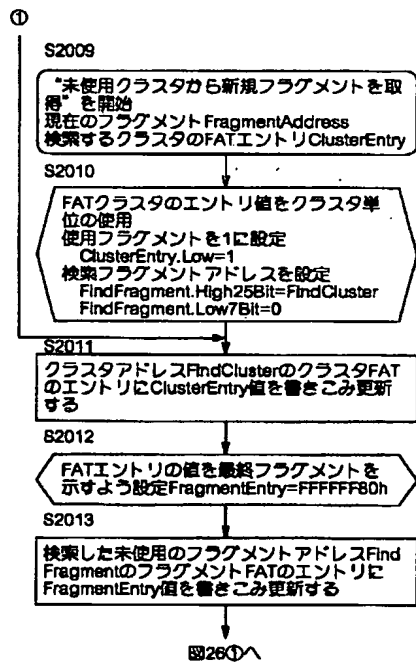 ①
S2009
“未使用クラスタから新規フラグメントを取
得”を開始
現在のフラグメントFragmentAddress
検索するクラスタのFATエントリClusterEntry
S2010
FATクラスタのエントリ値をクラスタ単
位の使用
使用フラグメントを1に設定
ClusterEntry.Low=1
検索フラグメントアドレスを設定
FindFragment.High25Bit=FindCluster
FindFragment.Low7Bit=0
S2011
クラスタアドレスFindClusterのクラスタFAT
のエントリにClusterEntry値を書きこみ更新
する
S2012
FATエントリの値を最終フラグメントを
示すよう設定FragmentEntry=FFFFFF80h
S2013
検索した未使用のフラグメントアドレスFind
FragmentのフラグメントFATのエントリに
FragmentEntry値を書きこみ更新する
図26①へ